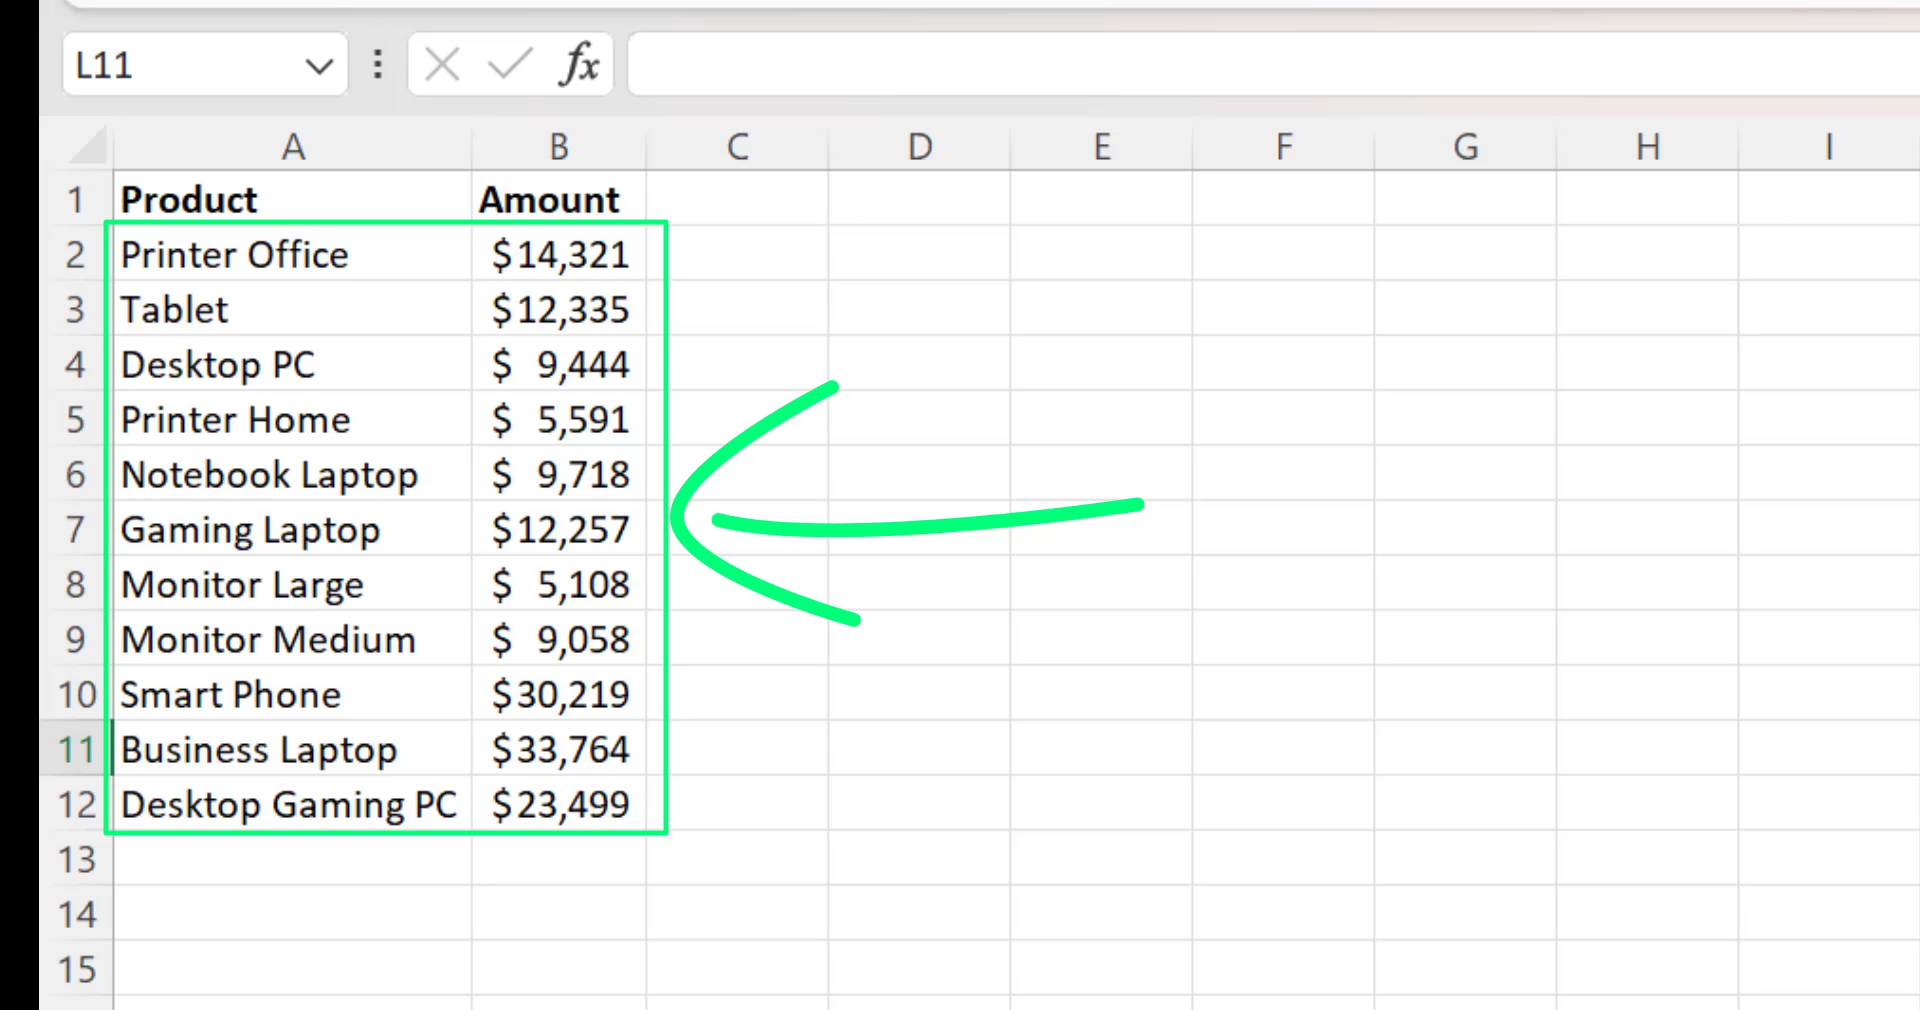 L11 fx
A B C D E F G H I
1 Product Amount
2 Printer Office $14,321
3 Tablet $12,335
4 Desktop PC $ 9,444
5 Printer Home $ 5,591
6 Notebook Laptop $ 9,718
7 Gaming Laptop $12,257
8 Monitor Large $ 5,108
9 Monitor Medium $ 9,058
10 Smart Phone $30,219
11 Business Laptop $33,764
12 Desktop Gaming PC $23,499
13
14
15